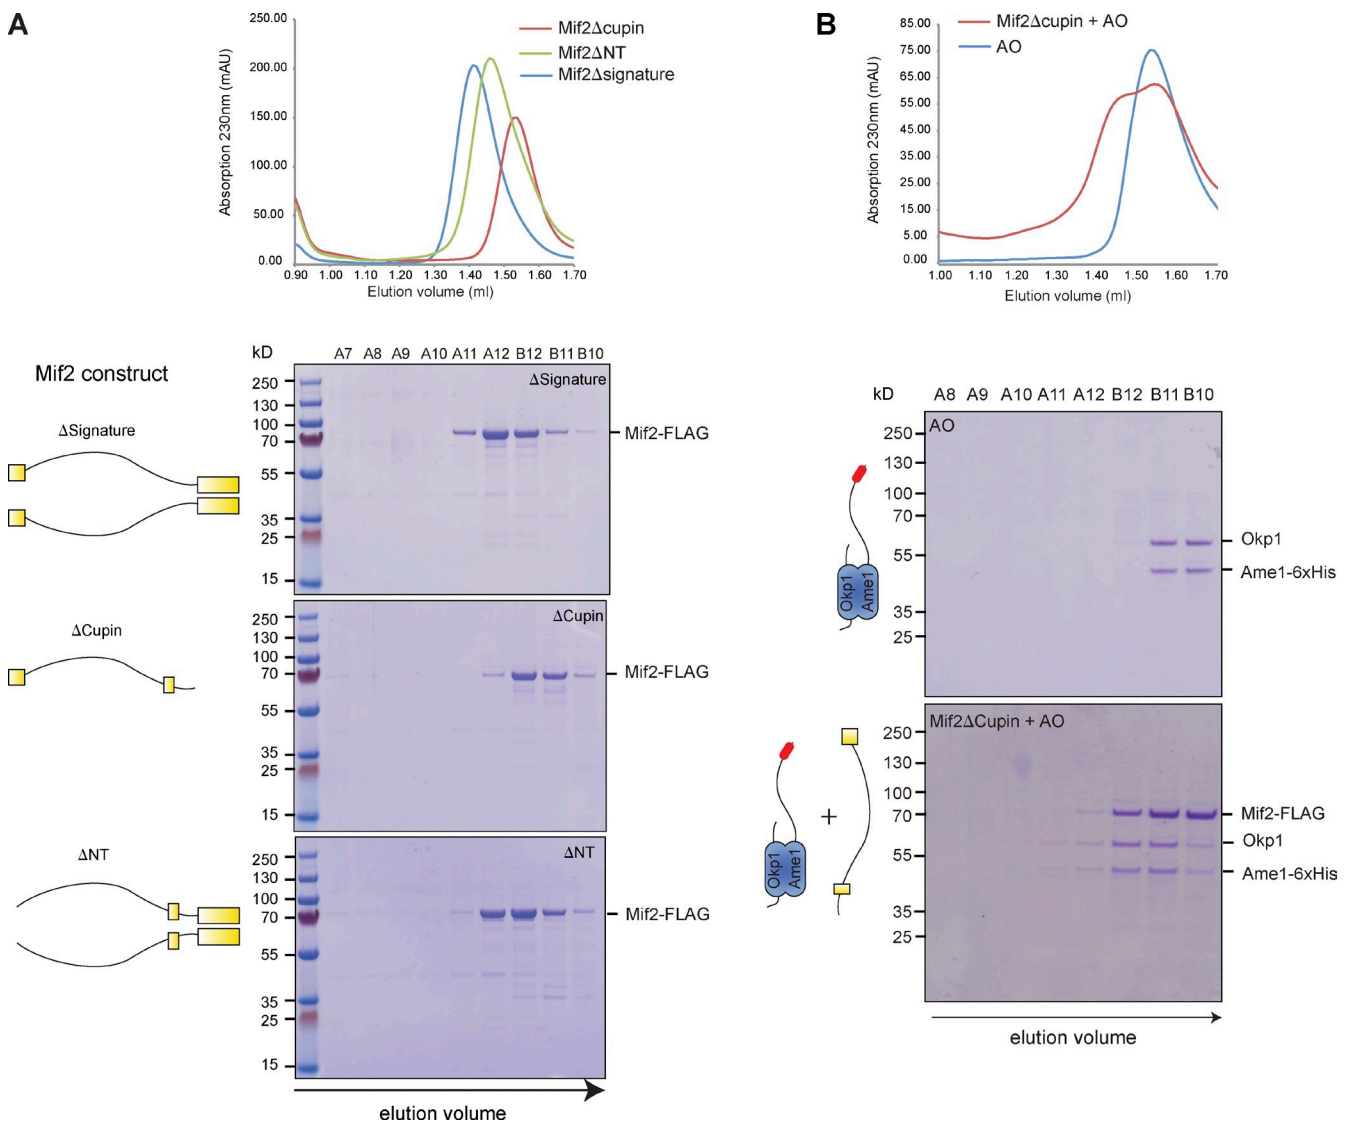 A
250.00
200.00
150.00
100.00
50.00
0.00
Absorption 230nm (mAU)
Mif2Δcupin
Mif2ΔNT
Mif2Δsignature
0.90 1.00 1.10 1.20 1.30 1.40 1.50 1.60 1.70
Elution volume (ml)
Mif2 construct
ΔSignature
ΔCupin
ΔNT
kD
A7 A8 A9 A10 A11 A12 B12 B11 B10
250
130
100
70
55
35
25
15
ΔSignature
Mif2-FLAG
250
130
100
70
55
35
25
15
ΔCupin
Mif2-FLAG
250
130
100
70
55
35
25
15
ΔNT
Mif2-FLAG
elution volume
B
85.00
75.00
65.00
55.00
45.00
35.00
25.00
15.00
5.00
0.00
Absorption 230nm (mAU)
Mif2Δcupin + AO
AO
1.00 1.10 1.20 1.30 1.40 1.50 1.60 1.70
Elution volume (ml)
kD
A8 A9 A10 A11 A12 B12 B11 B10
AO
250
130
100
70
55
35
25
Okp1
Ame1
Okp1
Ame1-6xHis
Mif2ΔCupin + AO
250
130
100
70
55
35
25
Okp1
Ame1
+
Mif2-FLAG
Okp1
Ame1-6xHis
elution volume